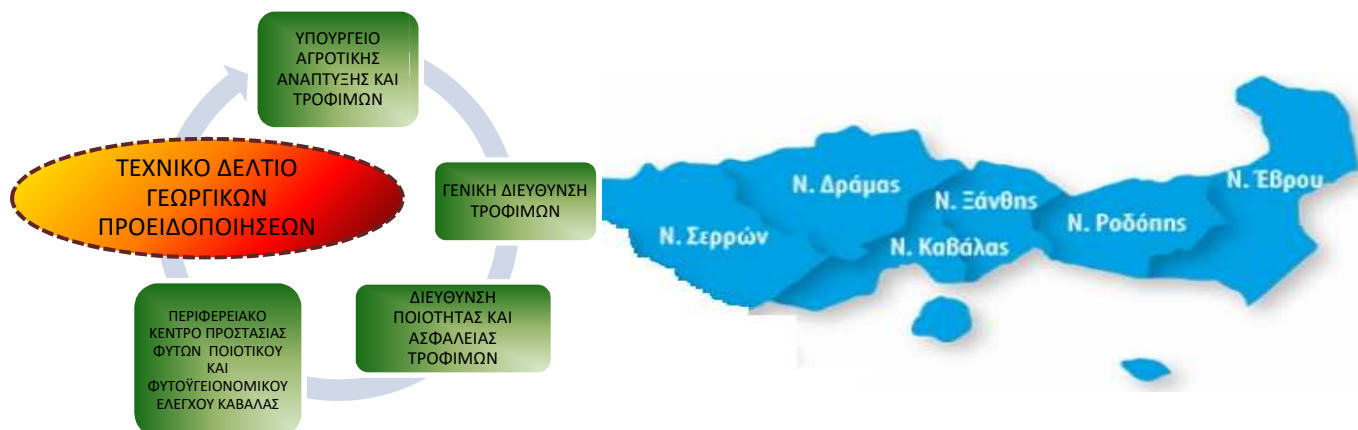 ΥΠΟΥΡΓΕΙΟ
ΑΓΡΟΤΙΚΗΣ
ΑΝΑΠΤΥΞΗΣ ΚΑΙ
ΤΡΟΦΙΜΩΝ
ΤΕΧΝΙΚΟ ΔΕΛΤΙΟ
ΓΕΩΡΓΙΚΩΝ
ΠΡΟΕΙΔΟΠΟΙΗΣΕΩΝ
ΓΕΝΙΚΗ ΔΙΕΥΘΥΝΣΗ
ΤΡΟΦΙΜΩΝ
ΔΙΕΥΘΥΝΣΗ
ΠΟΙΟΤΗΤΑΣ ΚΑΙ
ΑΣΦΑΛΕΙΑΣ
ΤΡΟΦΙΜΩΝ
ΠΕΡΙΦΕΡΕΙΑΚΟ
ΚΕΝΤΡΟ ΠΡΟΣΤΑΣΙΑΣ
ΦΥΤΩΝ ΠΟΙΟΤΙΚΟΥ
ΚΑΙ
ΦΥΤΟΫΓΕΙΟΝΟΜΙΚΟΥ
ΕΛΕΓΧΟΥ ΚΑΒΑΛΑΣ
Ν. Σερρών
Ν. Δράμας
Ν. Καβάλας
Ν. Ξάνθης
Ν. Ροδόπης
Ν. Έβρου